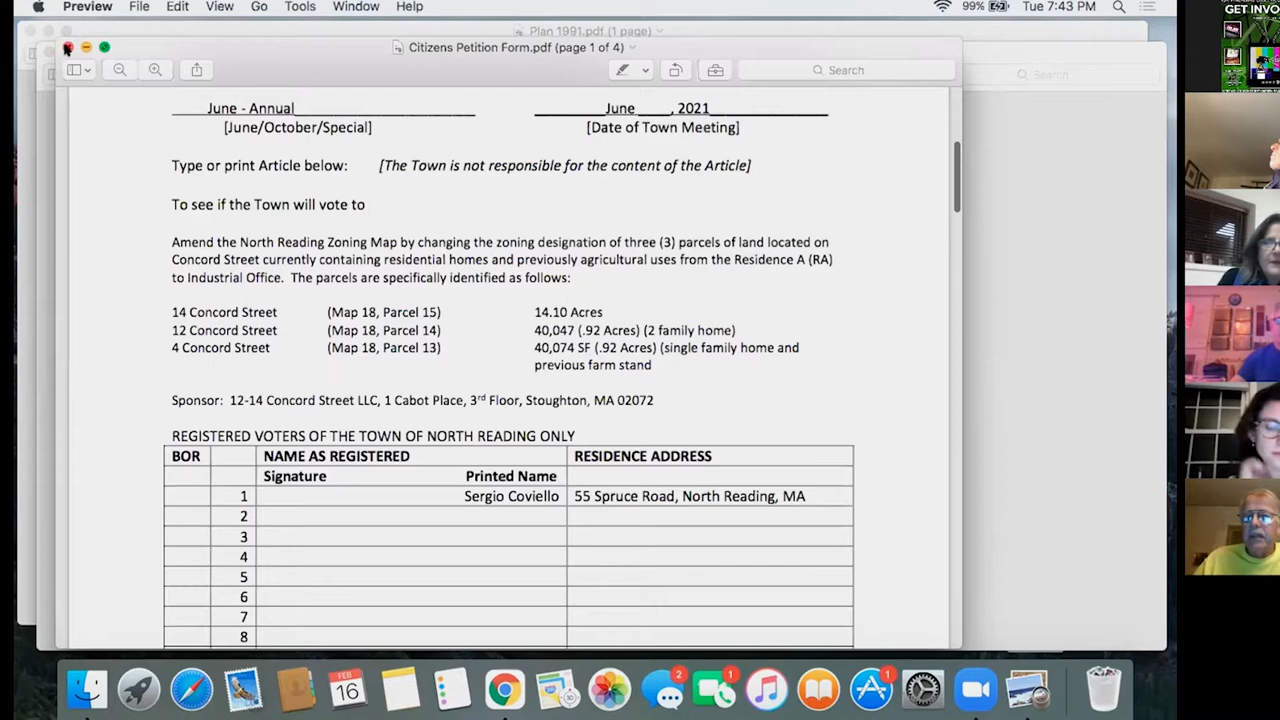 Preview File Edit View Go Tools Window Help 99% Tue 7:43 PM
GET INVO
Plan 1991.pdf (1 page)
Citizens Petition Form.pdf (page 1 of 4)
Search
Search
June - Annual June ____, 2021
[June/October/Special] [Date of Town Meeting]
Type or print Article below: [The Town is not responsible for the content of the Article]
To see if the Town will vote to
Amend the North Reading Zoning Map by changing the zoning designation of three (3) parcels of land located on
Concord Street currently containing residential homes and previously agricultural uses from the Residence A (RA)
to Industrial Office. The parcels are specifically identified as follows:
14 Concord Street (Map 18, Parcel 15) 14.10 Acres
12 Concord Street (Map 18, Parcel 14) 40,047 (.92 Acres) (2 family home)
4 Concord Street (Map 18, Parcel 13) 40,074 SF (.92 Acres) (single family home and
previous farm stand
Sponsor: 12-14 Concord Street LLC, 1 Cabot Place, 3rd Floor, Stoughton, MA 02072
REGISTERED VOTERS OF THE TOWN OF NORTH READING ONLY
BOR NAME AS REGISTERED RESIDENCE ADDRESS
Signature Printed Name
1 Sergio Coviello 55 Spruce Road, North Reading, MA
2
3
4
5
6
7
8
FEB
16
2
1
1